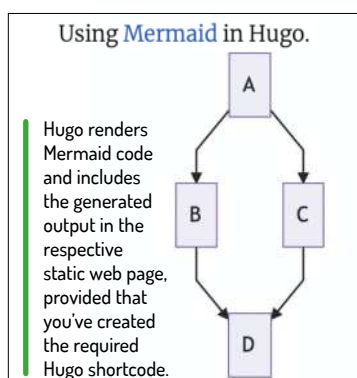 Using Mermaid in Hugo.
A
Hugo renders
Mermaid code
and includes
the generated
output in the
respective
static web page,
provided that
you've created
the required
Hugo shortcode.
B
C
D